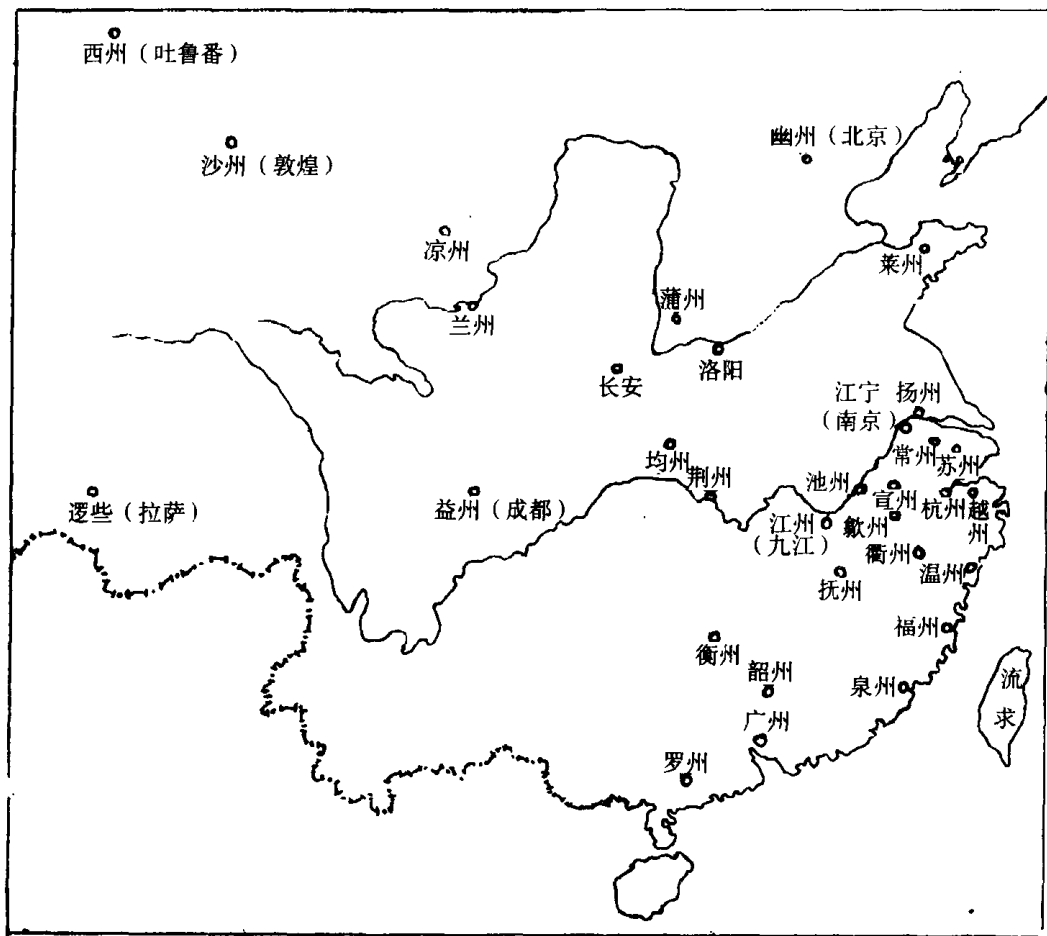 西州（吐鲁番）
幽州（北京）
沙州（敦煌）
凉州
莱州
蒲州
兰州
洛阳
长安
江宁
（南京）
扬州
常州
苏州
均州
荆州
池州
宣州
杭州
越州
逻些（拉萨）
益州（成都）
江州
（九江）
歙州
衢州
温州
抚州
福州
衡州
韶州
泉州
流求
广州
罗州